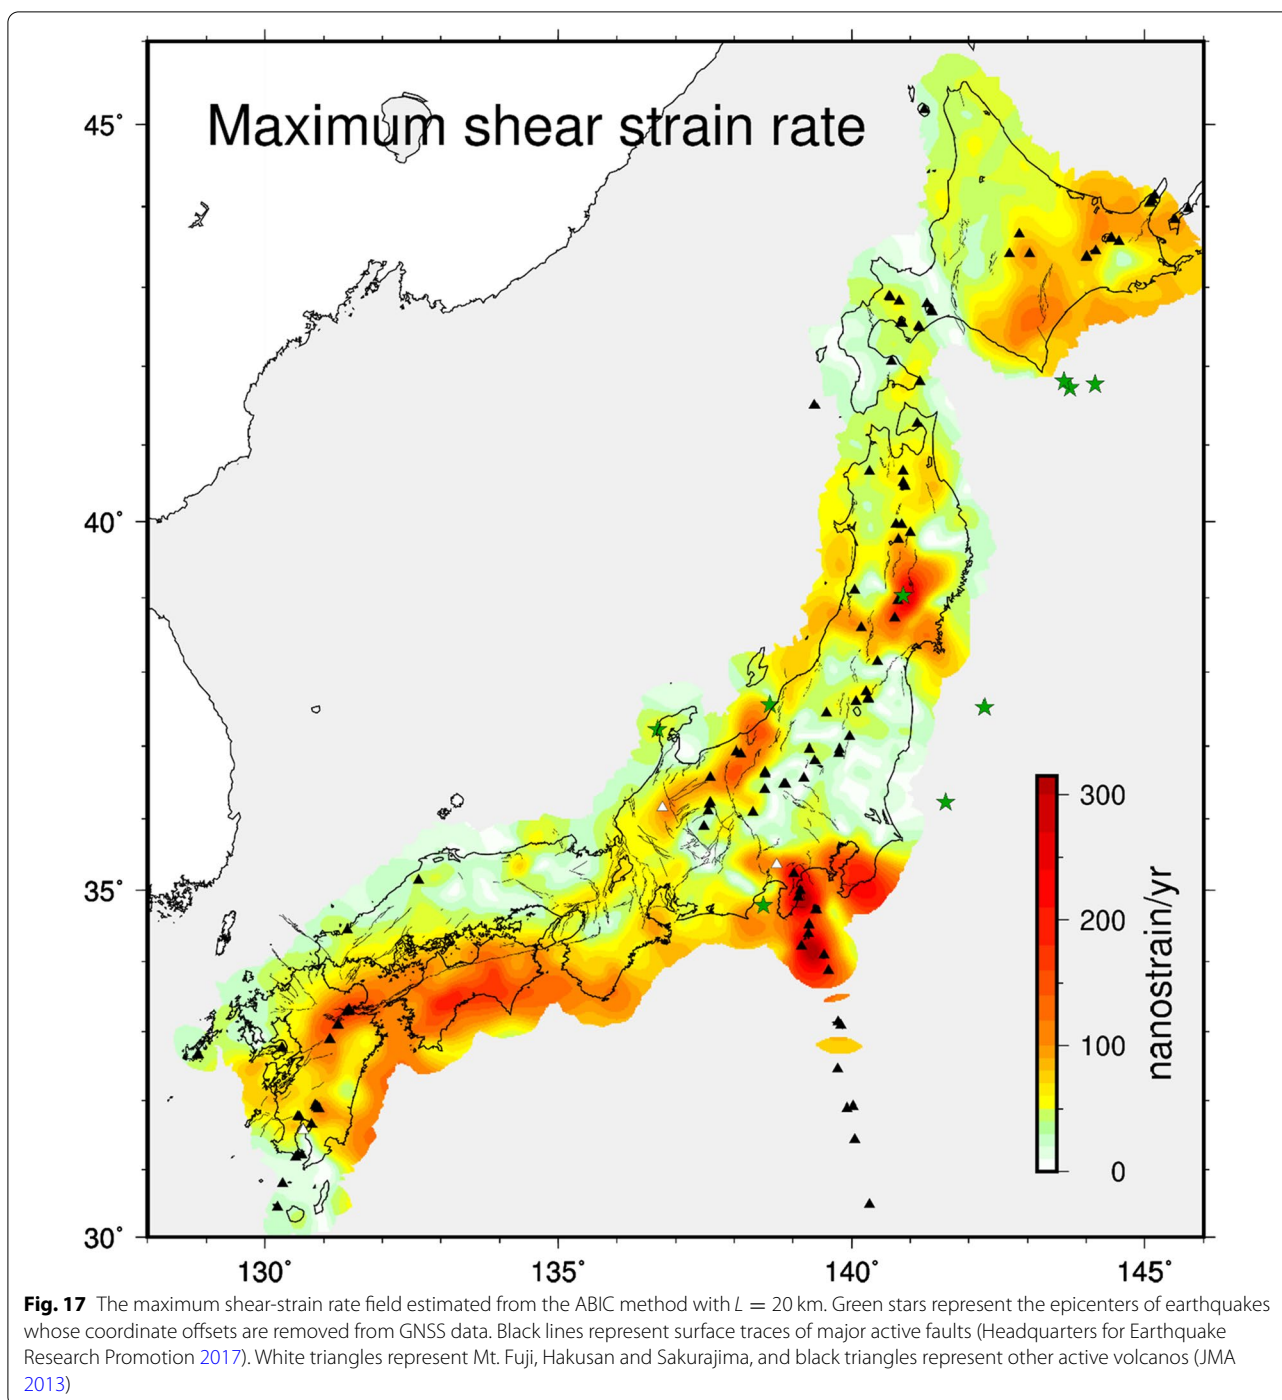 Maximum shear strain rate
45°
40°
35°
30°
130°
135°
140°
145°
300
200
100
0
nanostrain/yr
Fig. 17 The maximum shear-strain rate field estimated from the ABIC method with L = 20 km. Green stars represent the epicenters of earthquakes
whose coordinate offsets are removed from GNSS data. Black lines represent surface traces of major active faults (Headquarters for Earthquake
Research Promotion 2017). White triangles represent Mt. Fuji, Hakusan and Sakurajima, and black triangles represent other active volcanos (JMA
2013)